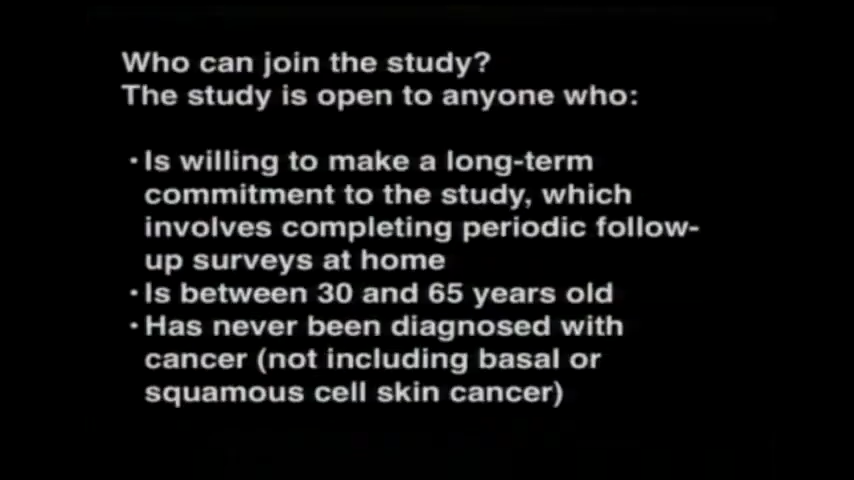 Who can join the study?
The study is open to anyone who:
• Is willing to make a long-term
commitment to the study, which
involves completing periodic follow-
up surveys at home
• Is between 30 and 65 years old
• Has never been diagnosed with
cancer (not including basal or
squamous cell skin cancer)